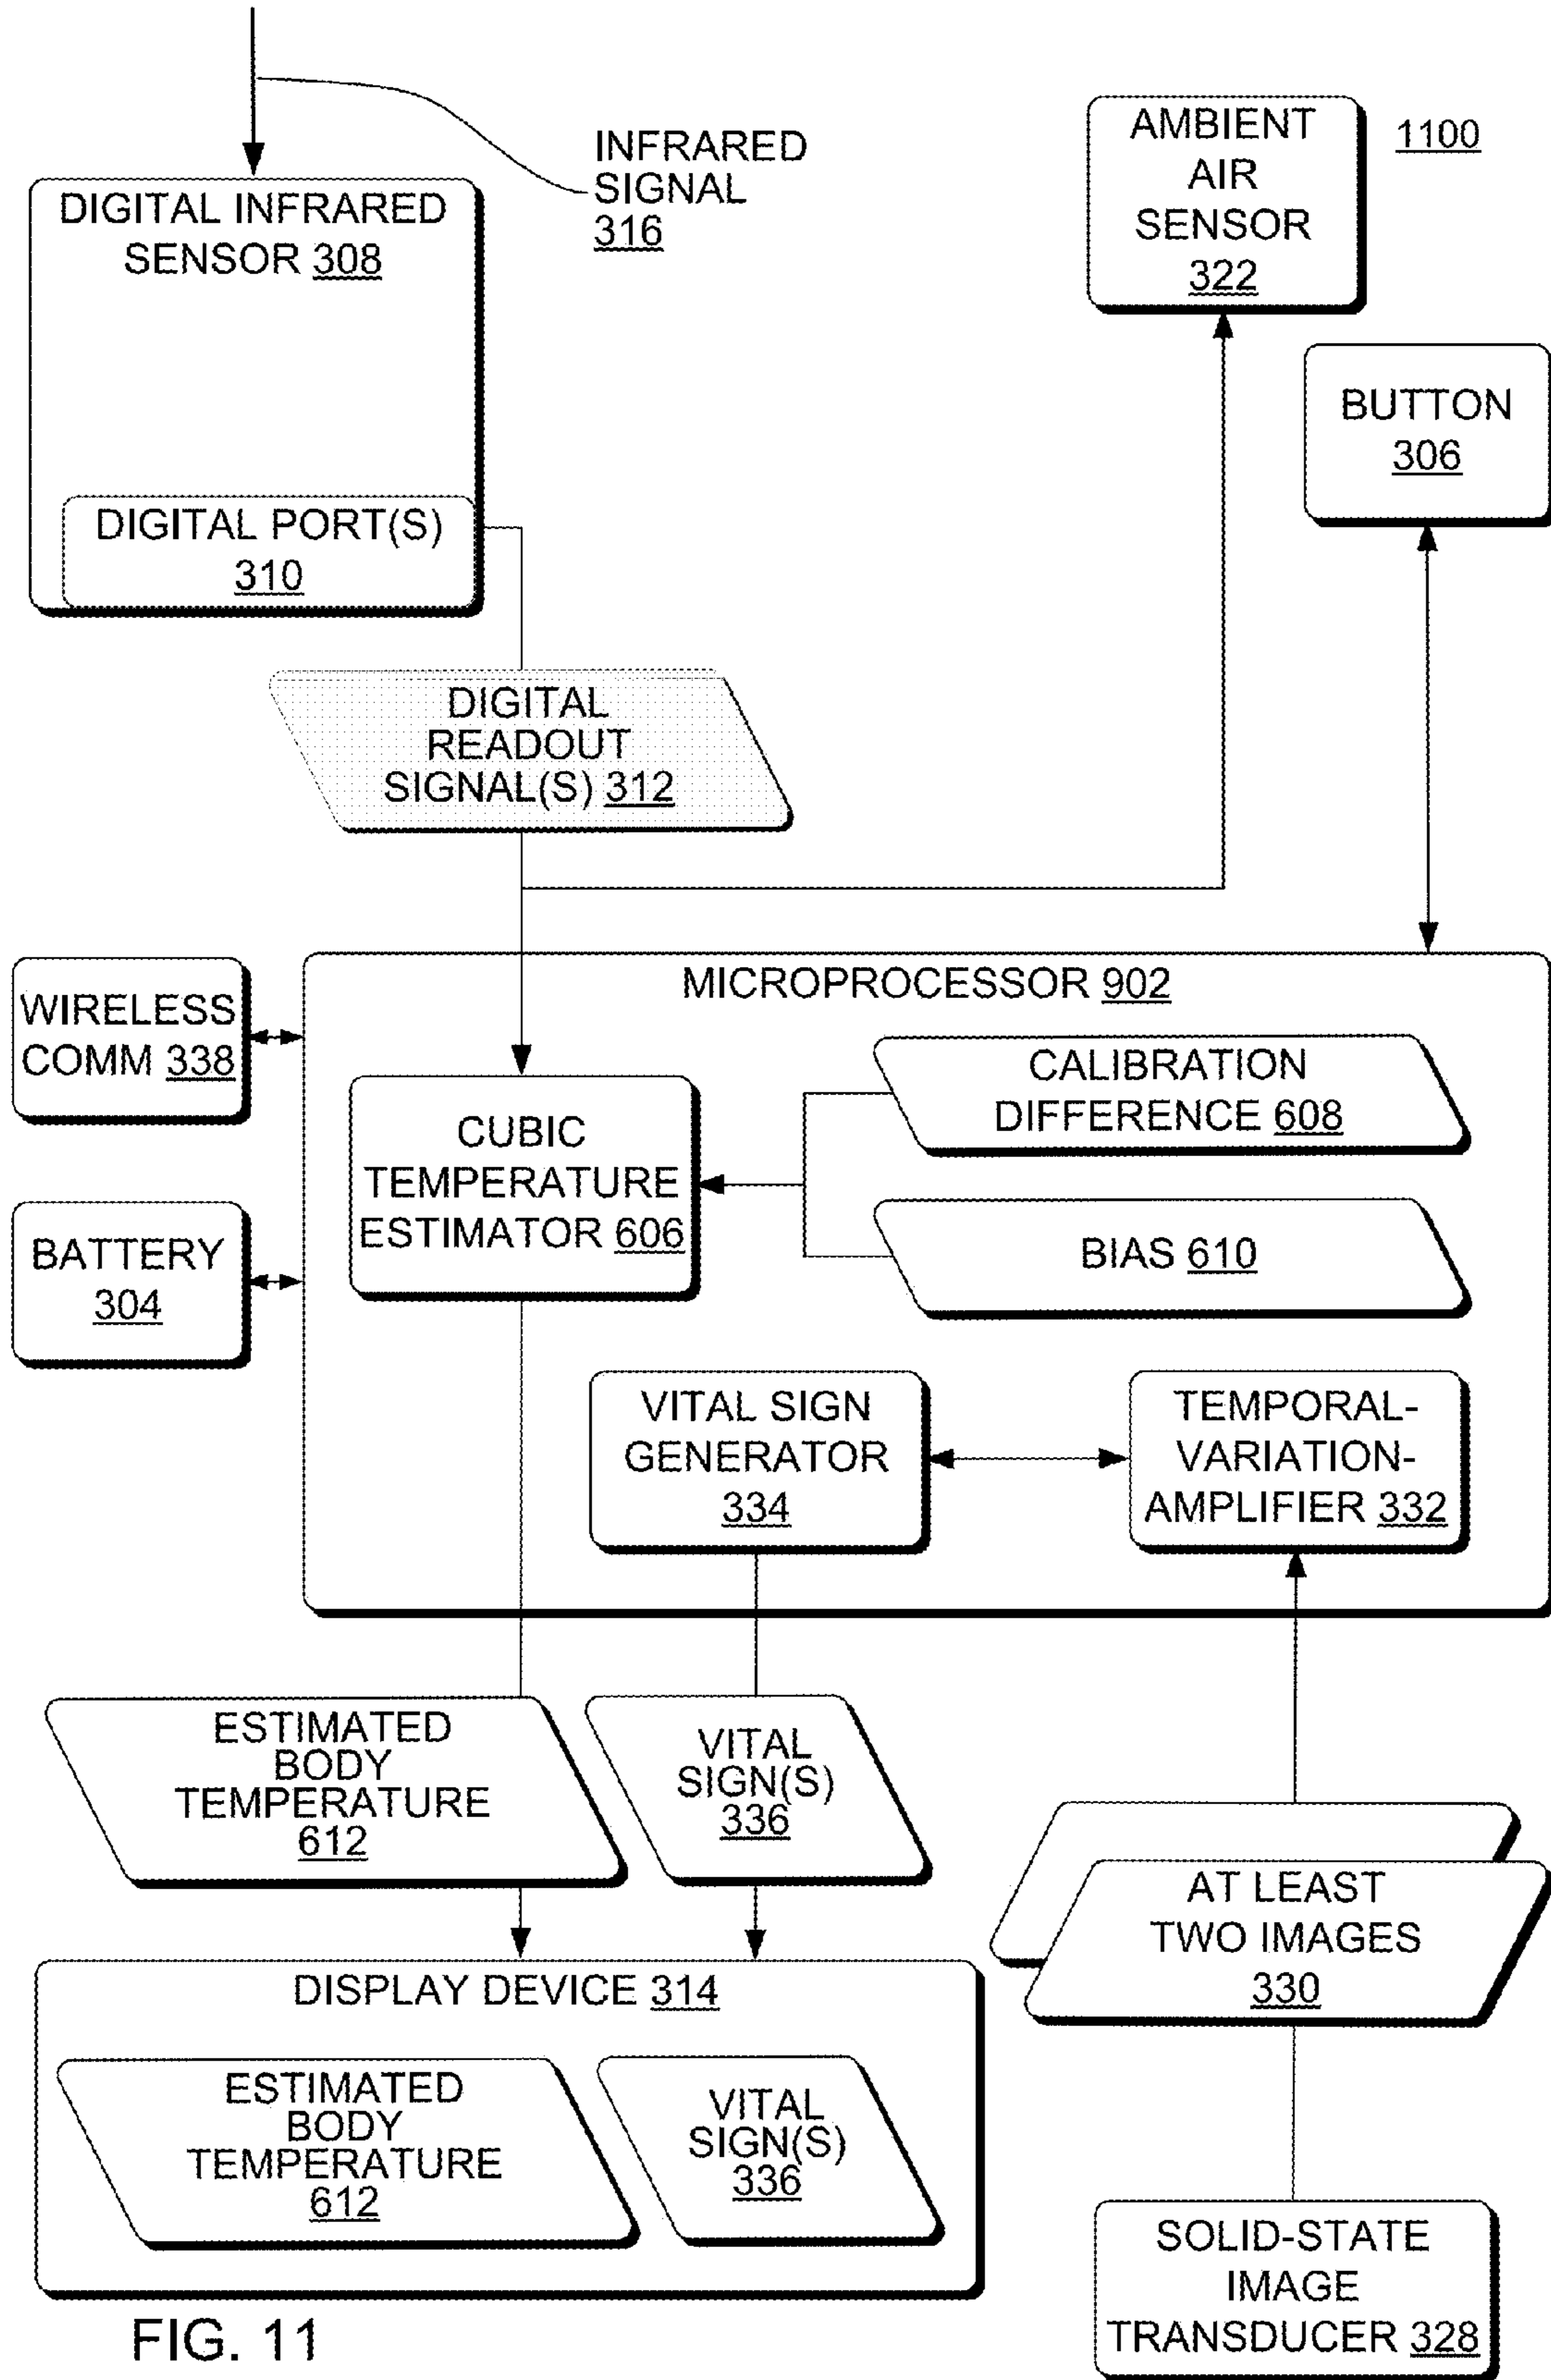 INFRARED
SIGNAL
316
AMBIENT
AIR
SENSOR
322
1100
DIGITAL INFRARED
SENSOR 308
BUTTON
306
DIGITAL PORT(S)
310
DIGITAL
READOUT
SIGNAL(S) 312
MICROPROCESSOR 902
WIRELESS
COMM 338
CALIBRATION
DIFFERENCE 608
CUBIC
TEMPERATURE
ESTIMATOR 606
BATTERY
304
BIAS 610
VITAL SIGN
GENERATOR
334
TEMPORAL-
VARIATION-
AMPLIFIER 332
ESTIMATED
BODY
TEMPERATURE
612
VITAL
SIGN(S)
336
AT LEAST
TWO IMAGES
330
DISPLAY DEVICE 314
ESTIMATED
BODY
TEMPERATURE
612
VITAL
SIGN(S)
336
SOLID-STATE
IMAGE
TRANSDUCER 328
FIG. 11